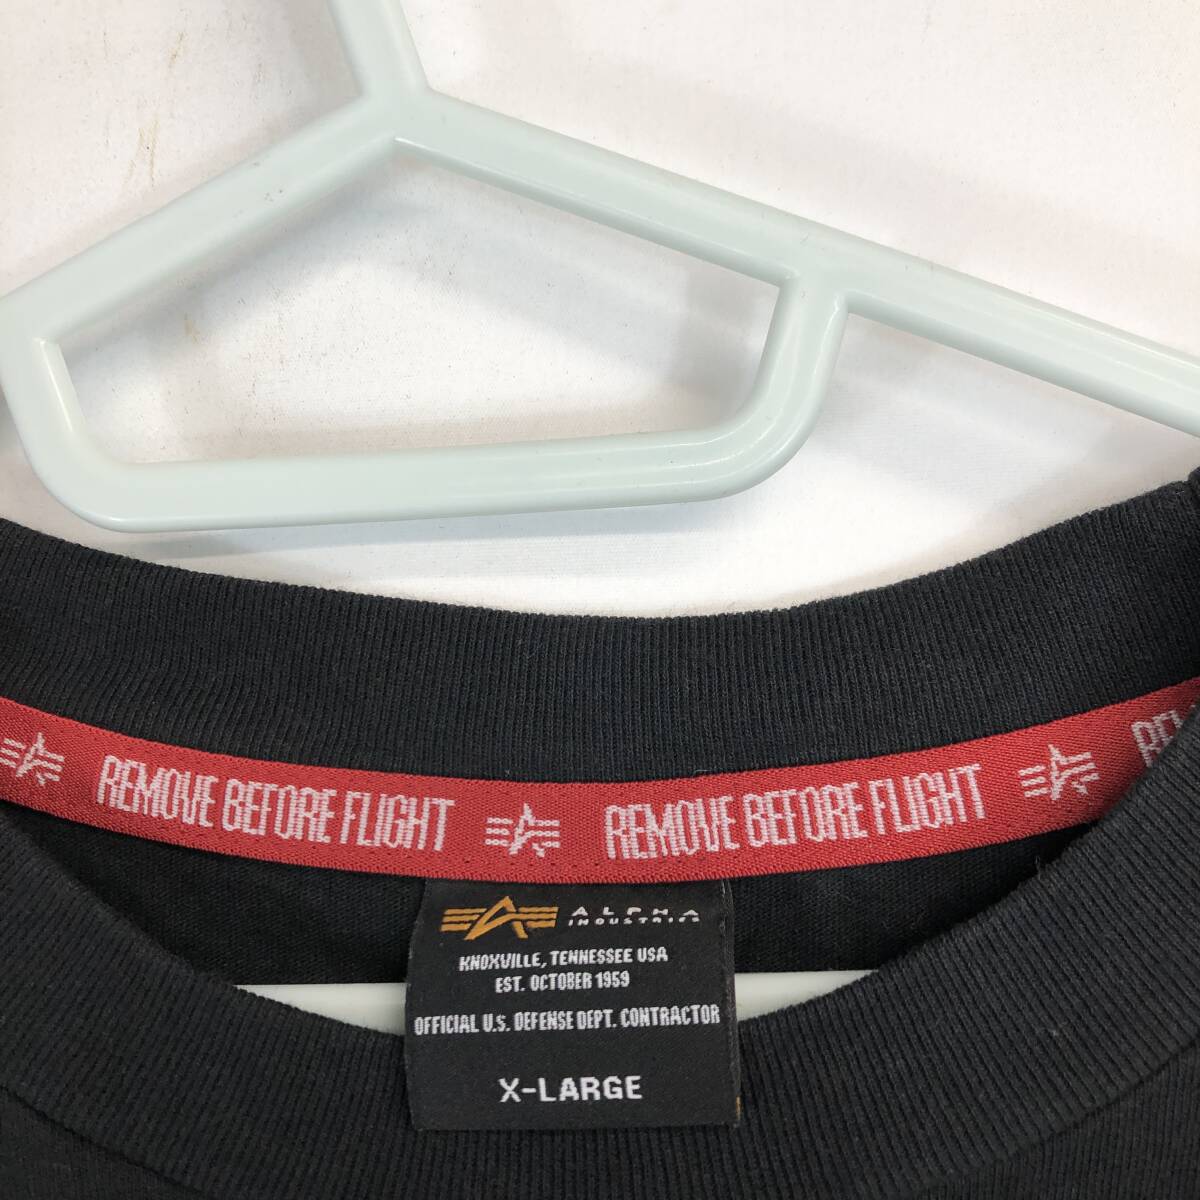 REMOVE BEFORE FLIGHT REMOVE BEFORE FLIGHT
ALPHA
INDUSTRIES
KNOXVILLE, TENNESSEE USA
EST. OCTOBER 1959
OFFICIAL U.S. DEFENSE DEPT. CONTRACTOR
X-LARGE